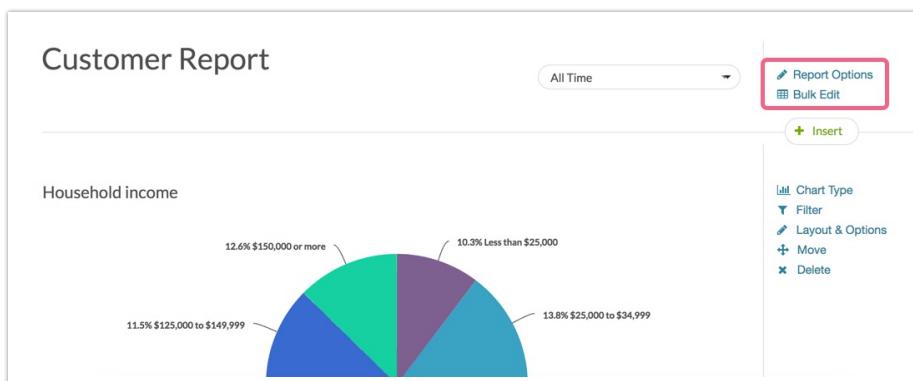 Customer Report
All Time
Report Options
Bulk Edit
Insert
Household income
12.6% $150,000 or more
10.3% Less than $25,000
11.5% $125,000 to $149,999
13.8% $25,000 to $34,999
Chart Type
Filter
Layout & Options
Move
Delete